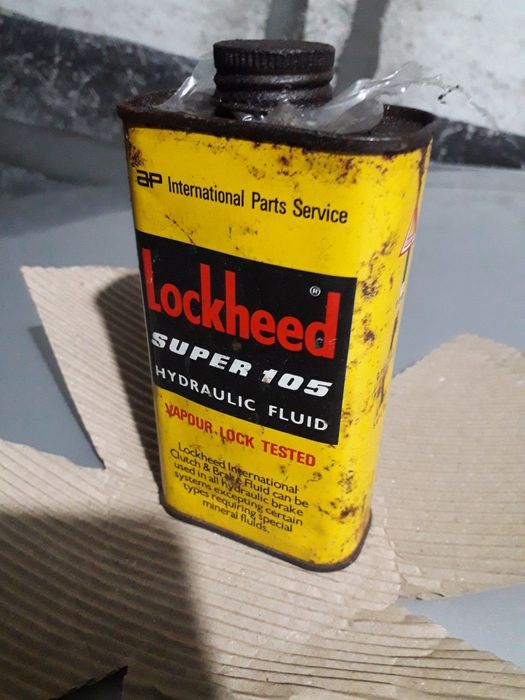 ap International Parts Service
Lockheed ®
SUPER 105
HYDRAULIC FLUID
VAPOUR LOCK TESTED
Lockheed International
Clutch & Brake Fluid can be
used in all hydraulic brake
systems excepting certain
types requiring special
mineral fluids.